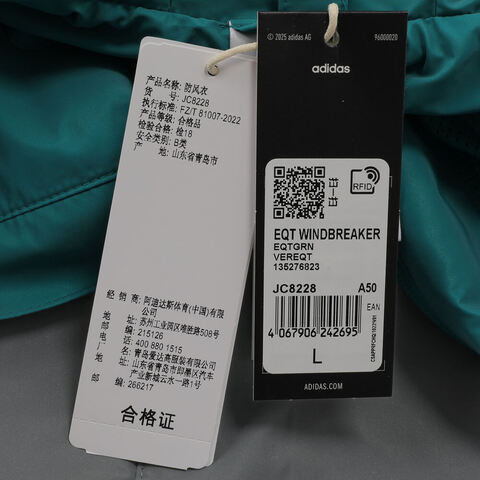 产品名称: 防风衣
货 号: JC8228
执行标准: FZ/T 81007-2022
产品等级: 合格品
检验合格: 检18
安全类别: B类
产 地: 山东省青岛市
经 销 商: 阿迪达斯体育(中国)有限
公司
地 址: 苏州工业园区唯胜路508号
邮 编: 215126
电 话: 400 880 1515
厂 名: 青岛爱达高服装有限公司
地 址: 山东省青岛市即墨区汽车
产业新城云水一路1号
邮 编: 266217
合格证
© 2025 adidas AG
96000020
adidas
RFID
EQT WINDBREAKER
EQTGRN
VEREQT
135276823
JC8228 A50
EAN
4 067906 242695
L
ADIDAS.COM